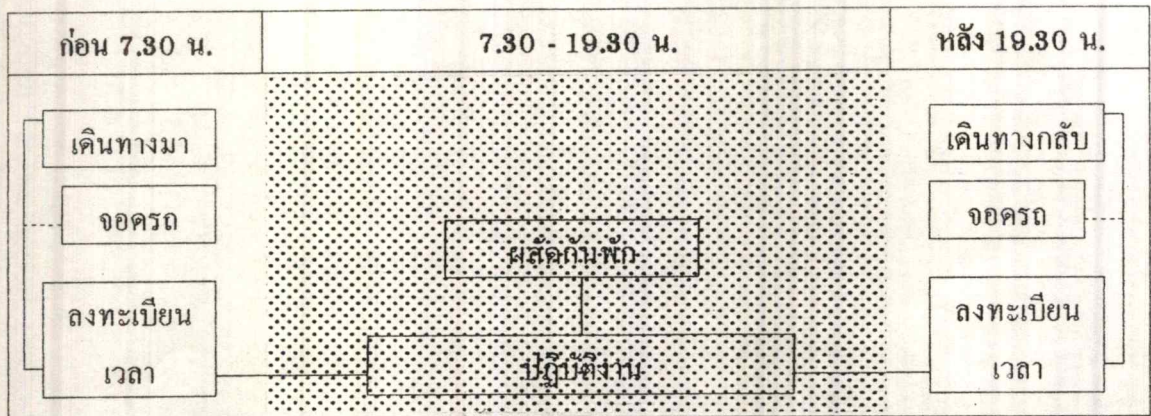 ก่อน 7.30 น.
7.30 - 19.30 น.
หลัง 19.30 น.
เดินทางมา
จอดรถ
ลงทะเบียน
เวลา
ผสัดกันพัก
ปฏิบัติงาน
เดินทางกลับ
จอดรถ
ลงทะเบียน
เวลา